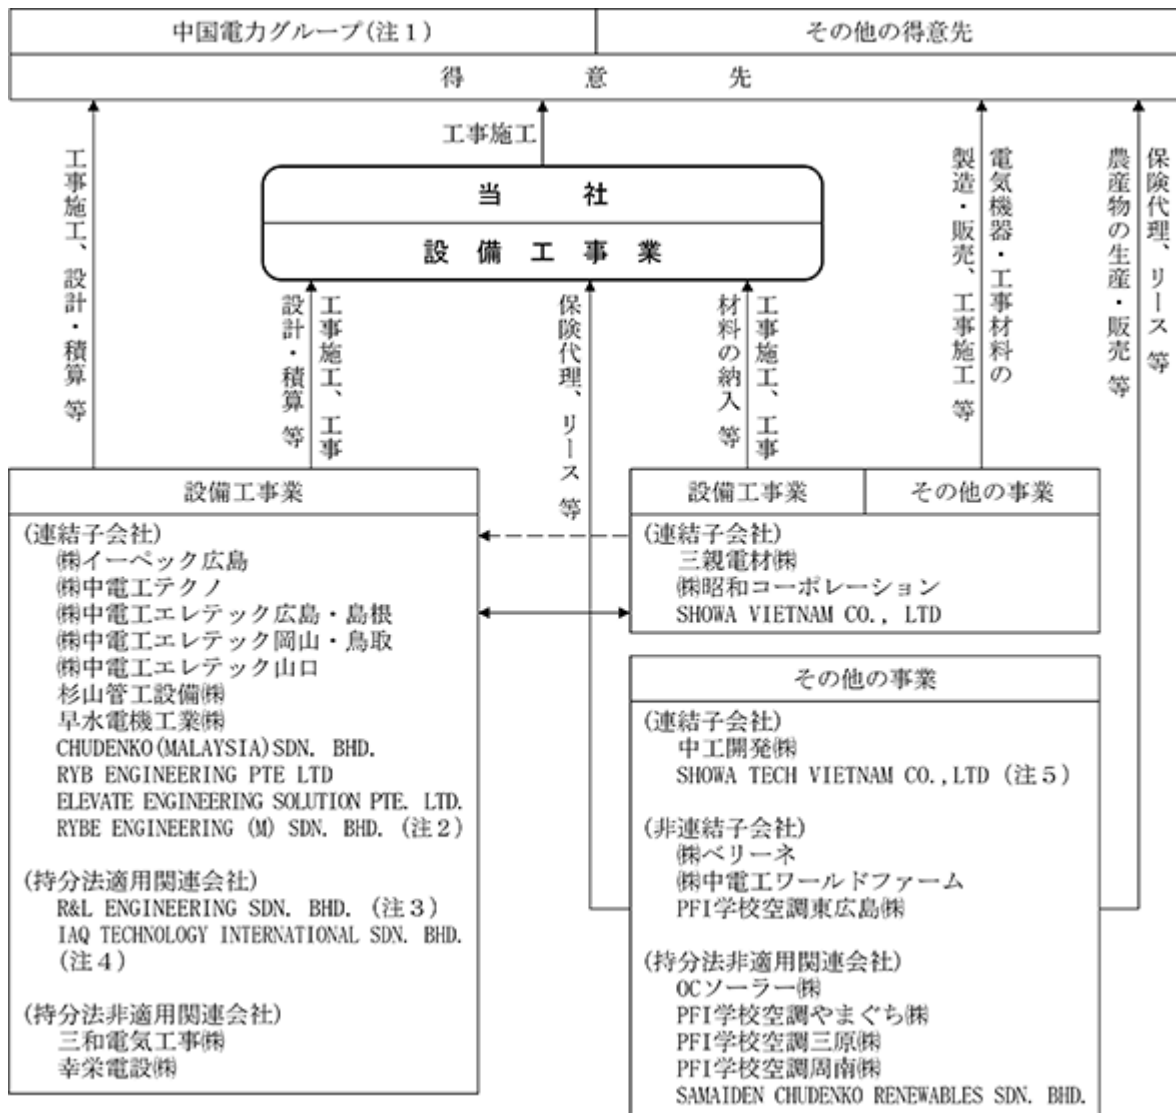 中国電力グループ(注１)
その他の得意先
得意先
工事施工
工事施工、設計・積算 等
当社
設備工事業
電気機器・工事材料の
製造・販売、工事施工 等
保険代理、リース 等
農産物の生産・販売 等
工事施工、工事
設計・積算 等
保険代理、リース 等
工事施工、工事
材料の納入 等
設備工事業
(連結子会社)
㈱イーペック広島
㈱中電工テクノ
㈱中電工エレテック広島・島根
㈱中電工エレテック岡山・鳥取
㈱中電工エレテック山口
杉山管工設備㈱
早水電機工業㈱
CHUDENKO(MALAYSIA)SDN. BHD.
RYB ENGINEERING PTE LTD
ELEVATE ENGINEERING SOLUTION PTE. LTD.
RYBE ENGINEERING (M) SDN. BHD. (注２)
(持分法適用関連会社)
R&L ENGINEERING SDN. BHD. (注３)
IAQ TECHNOLOGY INTERNATIONAL SDN. BHD.
(注４)
(持分法非適用関連会社)
三和電気工事㈱
幸栄電設㈱
設備工事業
その他の事業
(連結子会社)
三親電材㈱
㈱昭和コーポレーション
SHOWA VIETNAM CO., LTD
その他の事業
(連結子会社)
中工開発㈱
SHOWA TECH VIETNAM CO.,LTD (注５)
(非連結子会社)
㈱ベリーネ
㈱中電工ワールドファーム
PFI学校空調東広島㈱
(持分法非適用関連会社)
OCソーラー㈱
PFI学校空調やまぐち㈱
PFI学校空調三原㈱
PFI学校空調周南㈱
SAMAIDEN CHUDENKO RENEWABLES SDN. BHD.